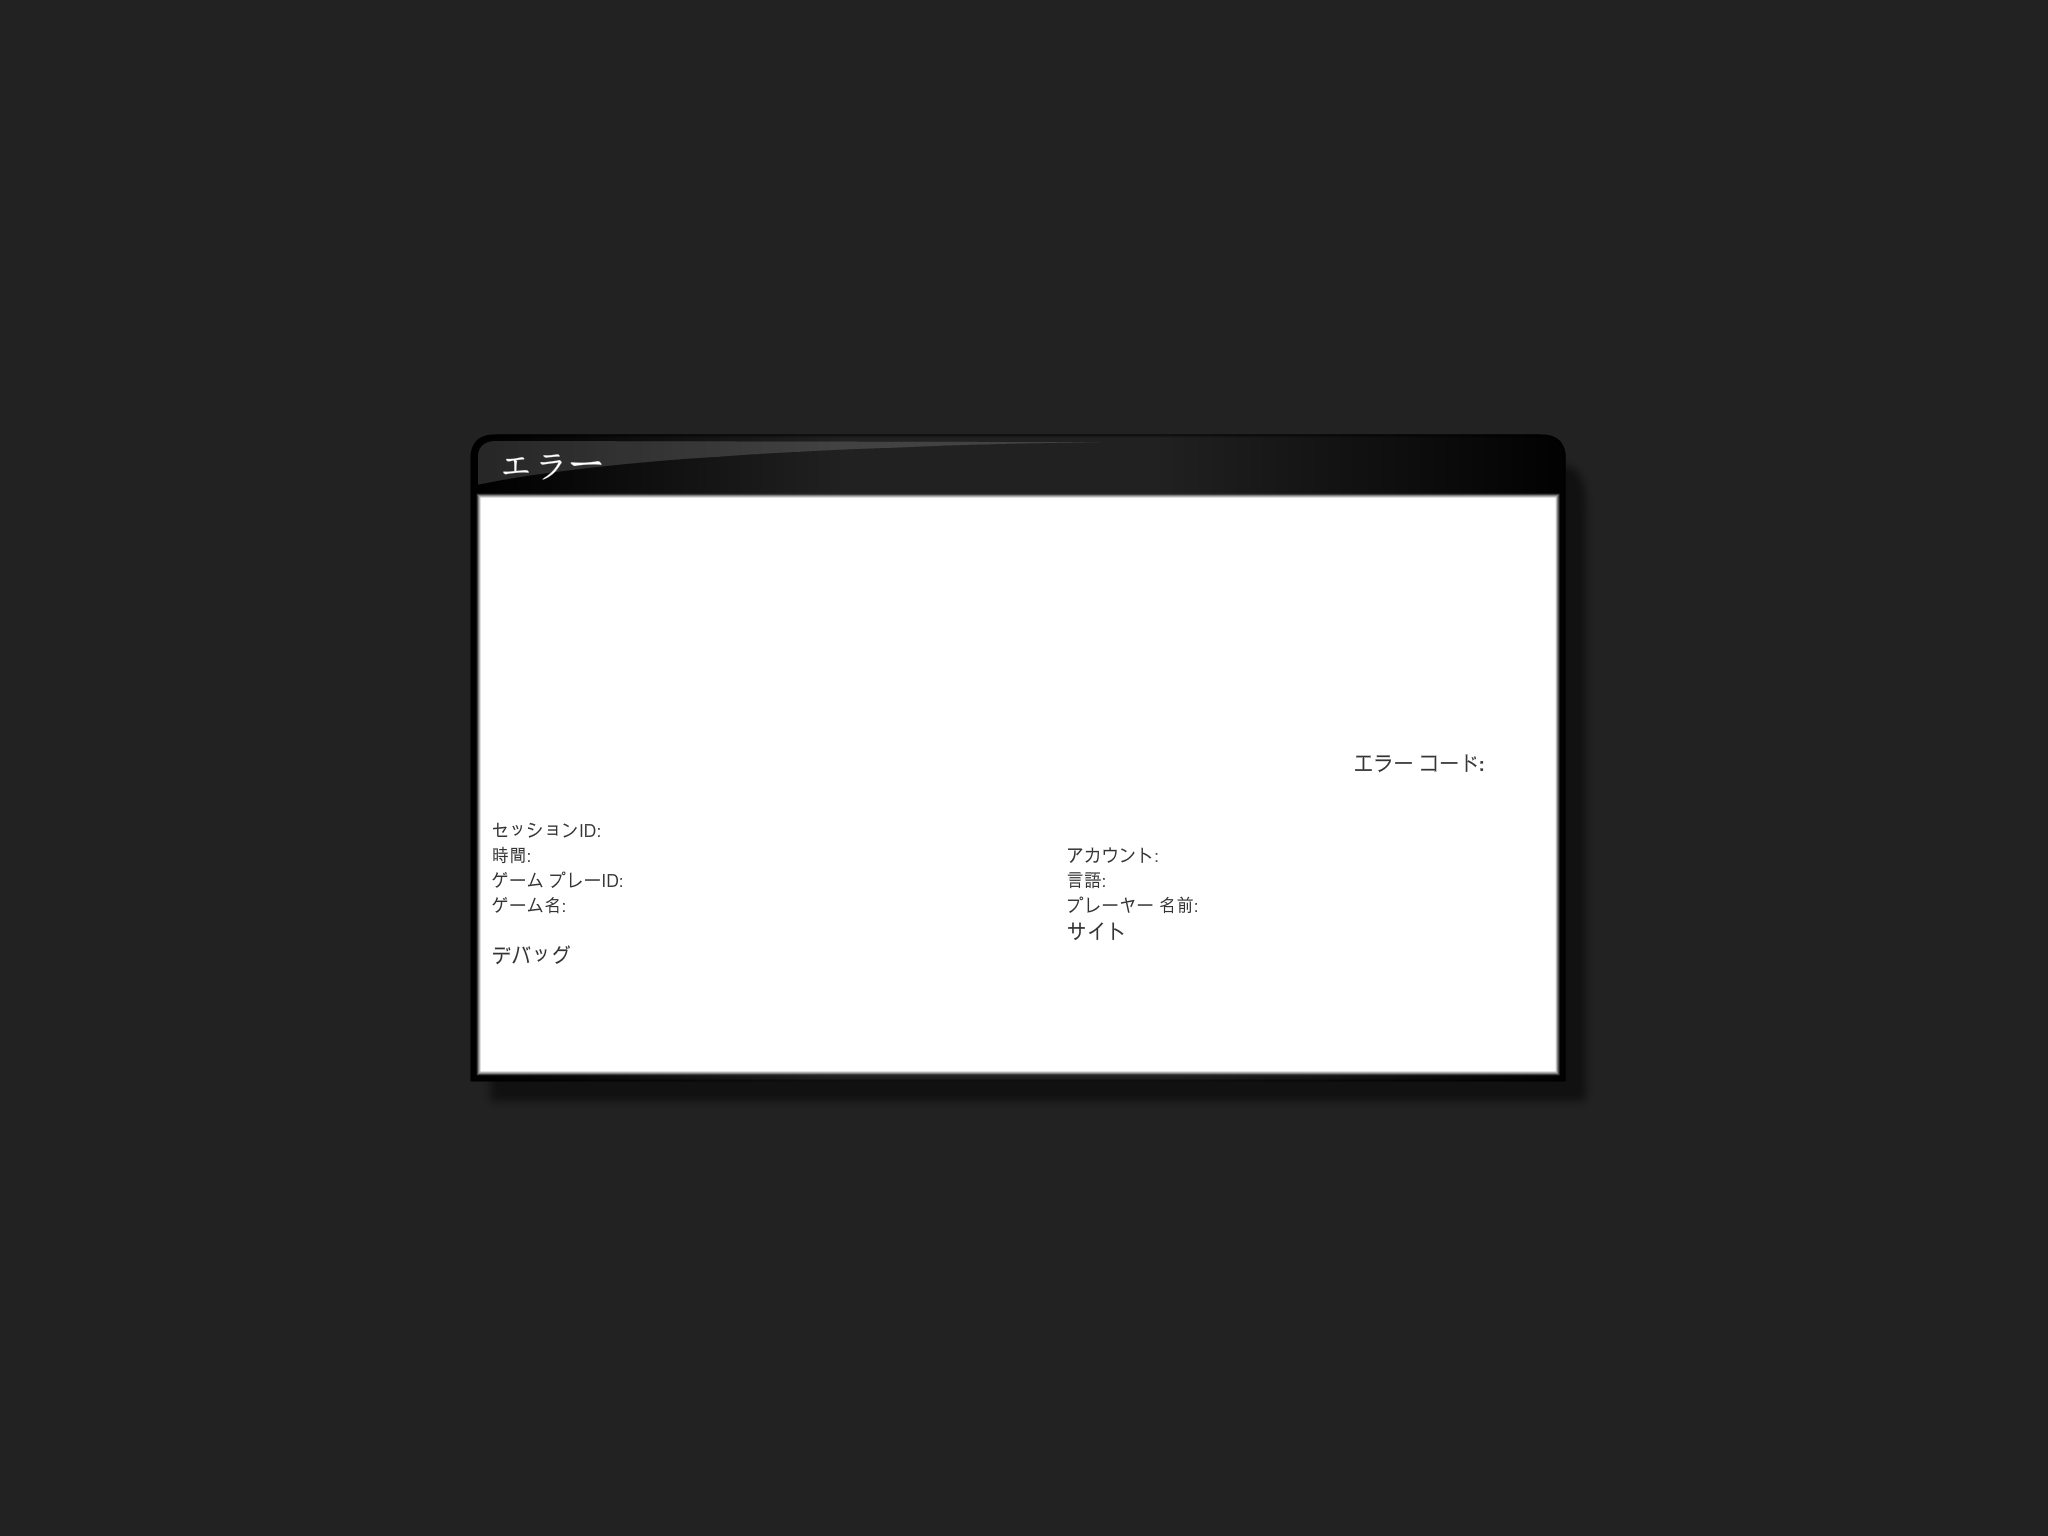 エラー
エラー コード:
セッションID:
時間:
アカウント:
ゲーム プレーID:
言語:
ゲーム名:
プレーヤー 名前:
サイト
デバッグ